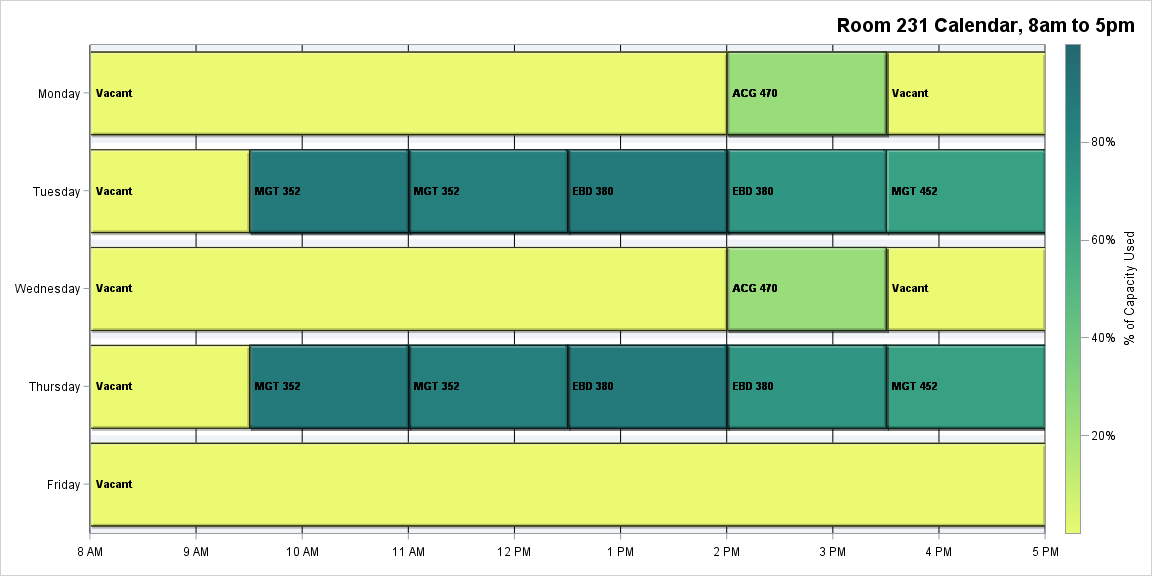 Room 231 Calendar, 8am to 5pm
Monday Vacant ACG 470 Vacant
Tuesday Vacant MGT 352 MGT 352 EBD 380 EBD 380 MGT 452
Wednesday Vacant ACG 470 Vacant
Thursday Vacant MGT 352 MGT 352 EBD 380 EBD 380 MGT 452
Friday Vacant
8 AM 9 AM 10 AM 11 AM 12 PM 1 PM 2 PM 3 PM 4 PM 5 PM
80%
60%
40%
20%
% of Capacity Used